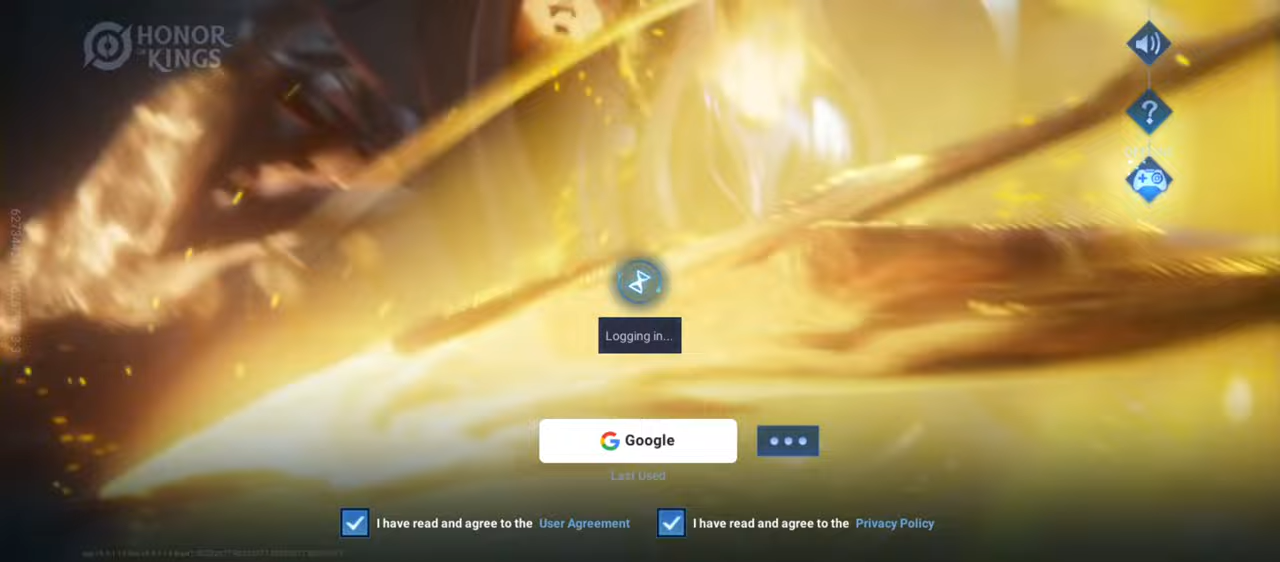 HONOR
OF
KINGS
Logging in...
Google
Last Used
I have read and agree to the User Agreement
I have read and agree to the Privacy Policy